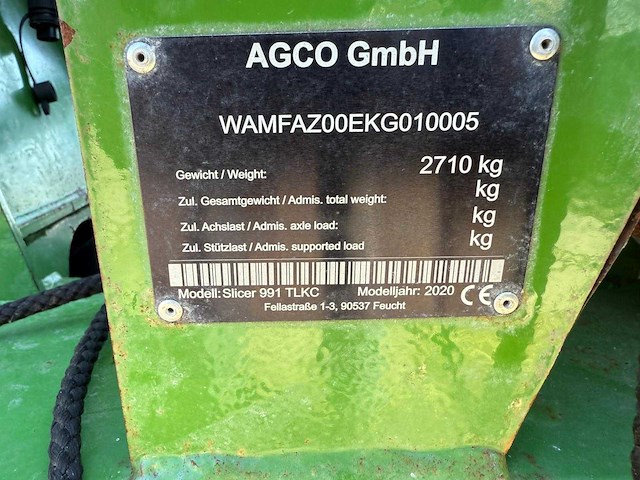 AGCO GmbH
WAMFAZ00EKG010005
Gewicht / Weight: 2710 kg
Zul. Gesamtgewicht / Admis. total weight: kg
Zul. Achslast / Admis. axle load: kg
Zul. Stützlast / Admis. supported load kg
Modell: Slicer 991 TLKC Modelljahr: 2020 CE
Fellastraße 1-3, 90537 Feucht